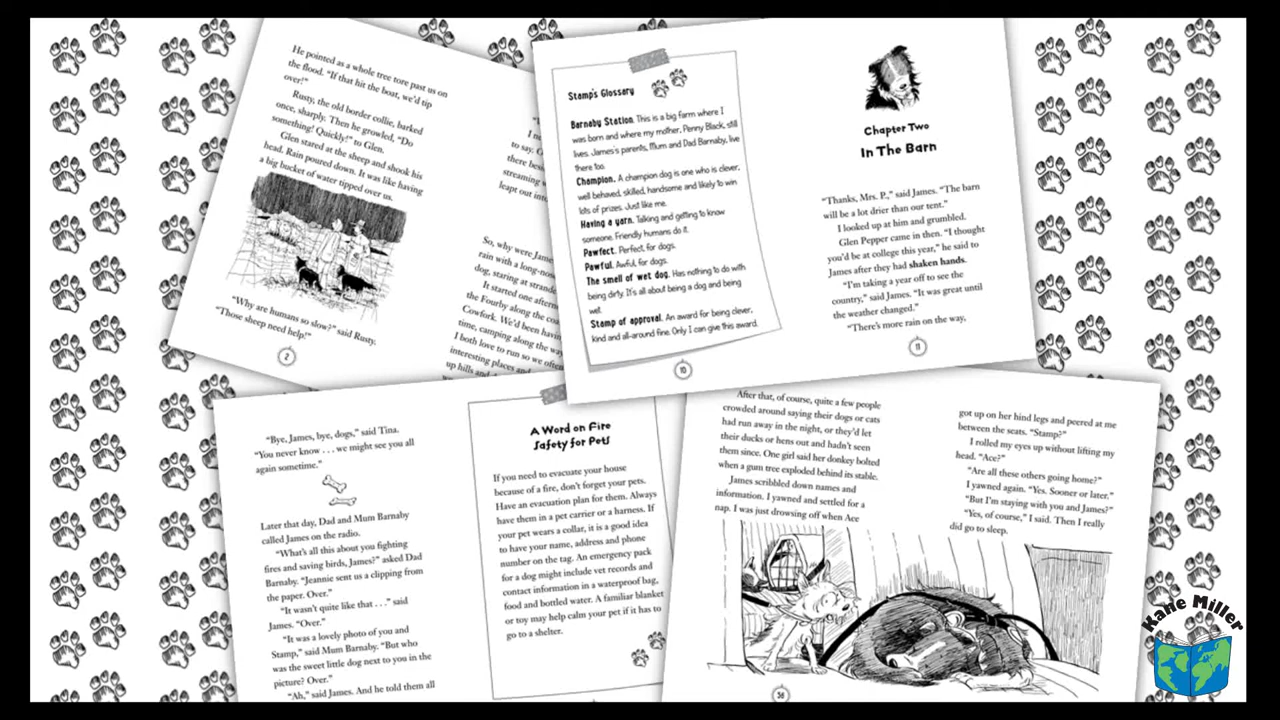 He pointed as a whole tree tore past us on
the flood. "If that hit the boat, we'd tip
over!"
Rusty, the old border collie, barked
once, sharply. Then he growled, "Do
something! Quickly!" to Glen.
Glen stared at the sheep and shook his
head. Rain poured down. It was like having
a big bucket of water tipped over us.
"Why are humans so slow?" said Rusty.
"Those sheep need help!"
2
I ne
to say. O
there besi
streaming w
leapt out into
So, why were Jame
rain with a long-nose
dog, staring at strande
It started one aftern
the Fourby along the coa
Cowfork. We'd been havin
time, camping along the wa
I both love to run so we often
interesting places and
up hills and d
Stamp's Glossary
Barnaby Station. This is a big farm where I
was born and where my mother, Penny Black, still
lives. James's parents, Mum and Dad Barnaby, live
there too.
Champion. A champion dog is one who is clever,
well behaved, skilled, handsome and likely to win
lots of prizes. Just like me.
Having a yarn. Talking and getting to know
someone. Friendly humans do it.
Pawfect. Perfect, for dogs.
Pawful. Awful, for dogs.
The smell of wet dog. Has nothing to do with
being dirty. It's all about being a dog and being
wet.
Stamp of approval. An award for being clever,
kind and all-around fine. Only I can give this award.
10
Chapter Two
In The Barn
"Thanks, Mrs. P.," said James. "The barn
will be a lot drier than our tent."
I looked up at him and grumbled.
Glen Pepper came in then. "I thought
you'd be at college this year," he said to
James after they had shaken hands.
"I'm taking a year off to see the
country," said James. "It was great until
the weather changed."
"There's more rain on the way,
11
"Bye, James, bye, dogs," said Tina.
"You never know . . . we might see you all
again sometime."
Later that day, Dad and Mum Barnaby
called James on the radio.
"What's all this about you fighting
fires and saving birds, James?" asked Dad
Barnaby. "Jeannie sent us a clipping from
the paper. Over."
"It wasn't quite like that . . ." said
James. "Over."
"It was a lovely photo of you and
Stamp," said Mum Barnaby. "But who
was the sweet little dog next to you in the
picture? Over."
"Ah," said James. And he told them all
A Word on Fire
Safety for Pets
If you need to evacuate your house
because of a fire, don't forget your pets.
Have an evacuation plan for them. Always
have them in a pet carrier or a harness. If
your pet wears a collar, it is a good idea
to have your name, address and phone
number on the tag. An emergency pack
for a dog might include vet records and
contact information in a waterproof bag,
food and bottled water. A familiar blanket
or toy may help calm your pet if it has to
go to a shelter.
After that, of course, quite a few people
crowded around saying their dogs or cats
had run away in the night, or they'd let
their ducks or hens out and hadn't seen
them since. One girl said her donkey bolted
when a gum tree exploded behind its stable.
James scribbled down names and
information. I yawned and settled for a
nap. I was just drowsing off when Ace
got up on her hind legs and peered at me
between the seats. "Stamp?"
I rolled my eyes up without lifting my
head. "Ace?"
"Are all these others going home?"
I yawned again. "Yes. Sooner or later."
"But I'm staying with you and James?"
"Yes, of course," I said. Then I really
did go to sleep.
Kane Miller